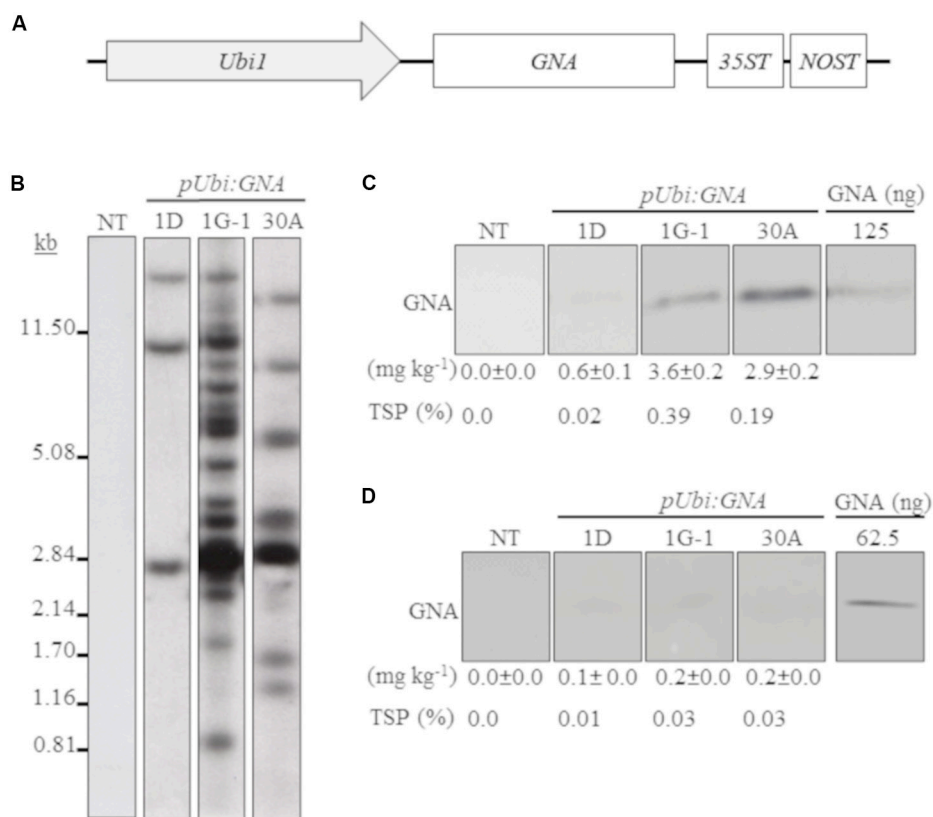 A
Ubi1 GNA 35ST NOST
B
pUbi:GNA
kb NT 1D 1G-1 30A
11.50
5.08
2.84
2.14
1.70
1.16
0.81
C
pUbi:GNA GNA (ng)
NT 1D 1G-1 30A 125
GNA
(mg kg-1) 0.0±0.0 0.6±0.1 3.6±0.2 2.9±0.2
TSP (%) 0.0 0.02 0.39 0.19
D
pUbi:GNA GNA (ng)
NT 1D 1G-1 30A 62.5
GNA
(mg kg-1) 0.0±0.0 0.1± 0.0 0.2±0.0 0.2±0.0
TSP (%) 0.0 0.01 0.03 0.03